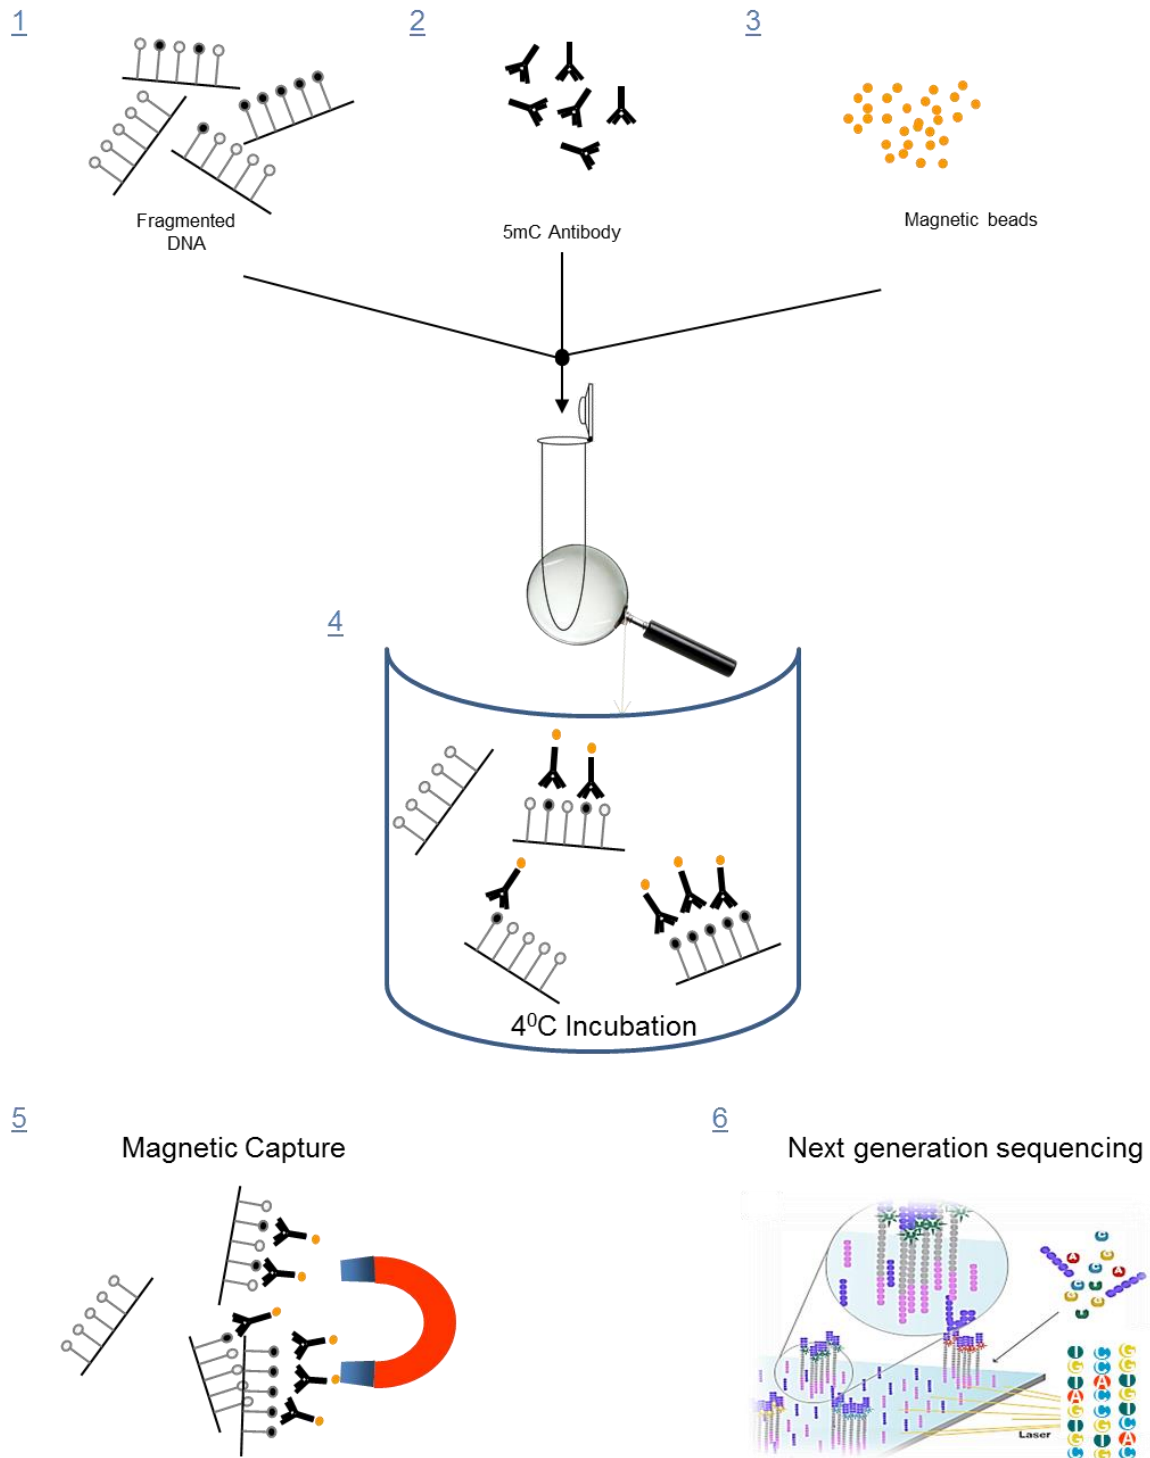 1
2
3
Fragmented
DNA
5mC Antibody
Magnetic beads
4
4⁰C Incubation
5
6
Magnetic Capture
Next generation sequencing
Laser